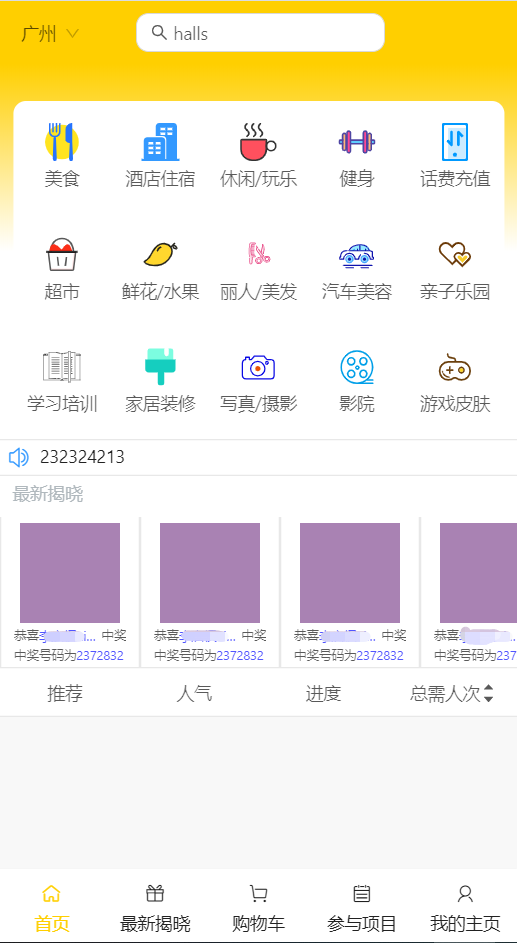 广州 halls
美食 酒店住宿 休闲/玩乐 健身 话费充值
超市 鲜花/水果 丽人/美发 汽车美容 亲子乐园
学习培训 家居装修 写真/摄影 影院 游戏皮肤
232324213
最新揭晓
恭喜 中奖 恭喜 中奖 恭喜 中奖 恭喜
中奖号码为2372832 中奖号码为2372832 中奖号码为2372832 中奖号码为237
推荐 人气 进度 总需人次
首页 最新揭晓 购物车 参与项目 我的主页